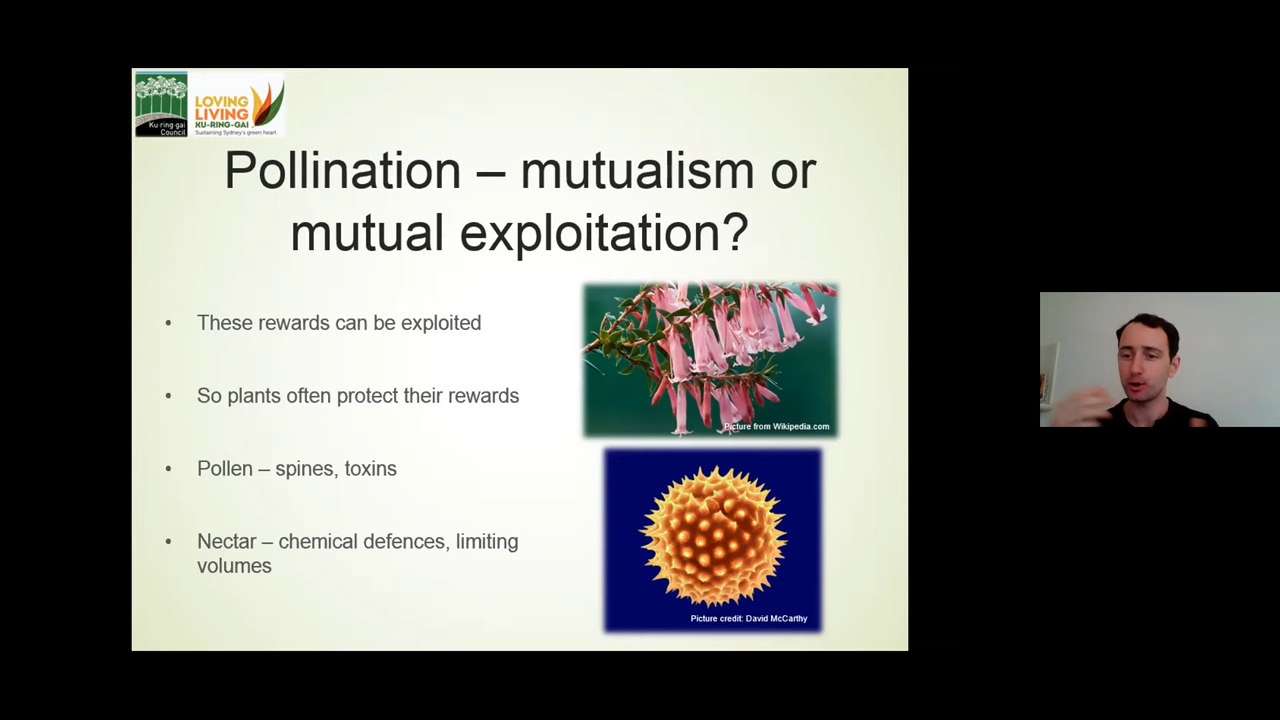 Ku·ring·gai
Council
LOVING
LIVING
KU-RING-GAI
Sustaining Sydney's green heart
Pollination – mutualism or
mutual exploitation?
• These rewards can be exploited
• So plants often protect their rewards
• Pollen – spines, toxins
• Nectar – chemical defences, limiting
volumes
Picture from Wikipedia.com
Picture credit: David McCarthy